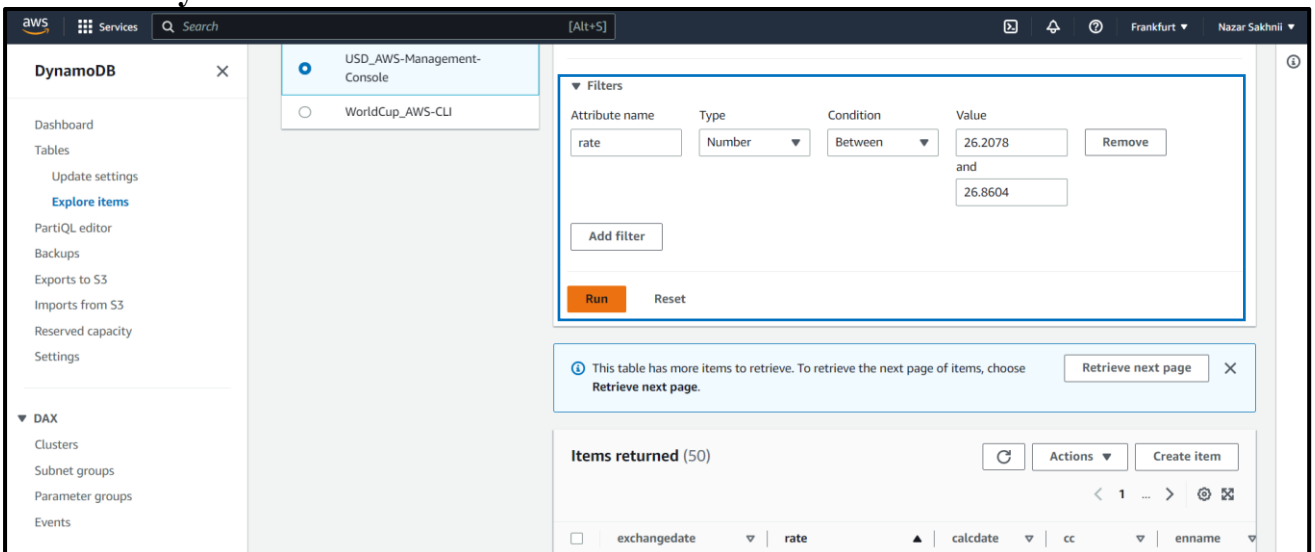 aws
Services
Search
[Alt+S]
Frankfurt
Nazar Sakhnii
DynamoDB
Dashboard
Tables
Update settings
Explore items
PartiQL editor
Backups
Exports to S3
Imports from S3
Reserved capacity
Settings
DAX
Clusters
Subnet groups
Parameter groups
Events
USD_AWS-Management-
Console
WorldCup_AWS-CLI
Filters
Attribute name Type Condition Value
rate Number Between 26.2078 Remove
and
26.8604
Add filter
Run Reset
This table has more items to retrieve. To retrieve the next page of items, choose
Retrieve next page.
Retrieve next page
Items returned (50)
Actions Create item
1 ...
exchangedate rate calcdate cc enname